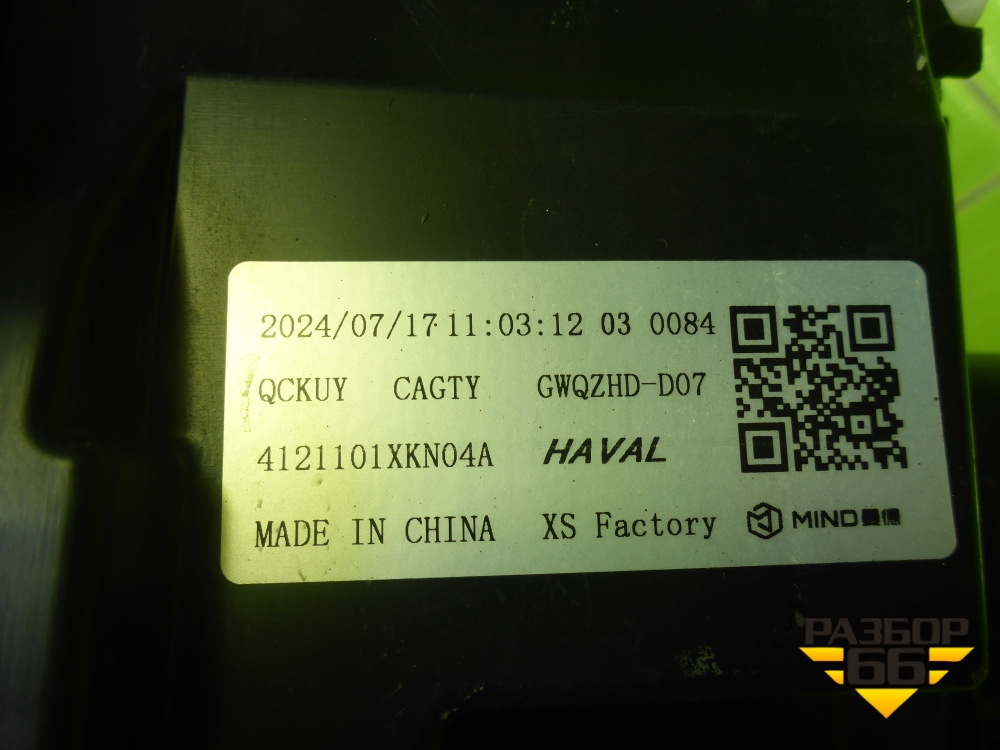 2024/07/17 11:03:12 03 0084
QCKUY CAGTY GWQZHD-D07
4121101XKN04A HAVAL
MADE IN CHINA XS Factory MIND曼德
РАЗБОР
66